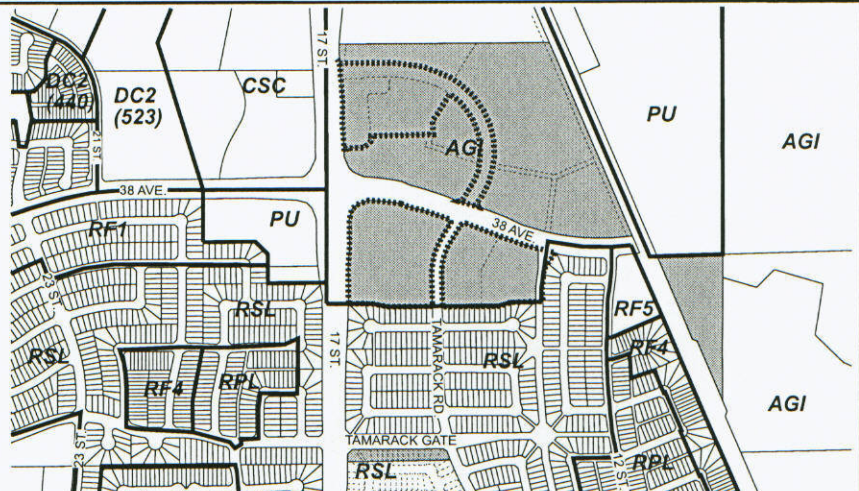 17 ST.
DC2
(440)
DC2
(523)
CSC
PU
AGI
AGI
21 ST.
38 AVE.
PU
RF1
38 AVE
23 ST.
RSL
RF5
RSL
17 ST.
RSL
RF4
RF4
RPL
TAMARACK RD
AGI
TAMARACK GATE
23 ST.
RSL
12 ST.
RPL